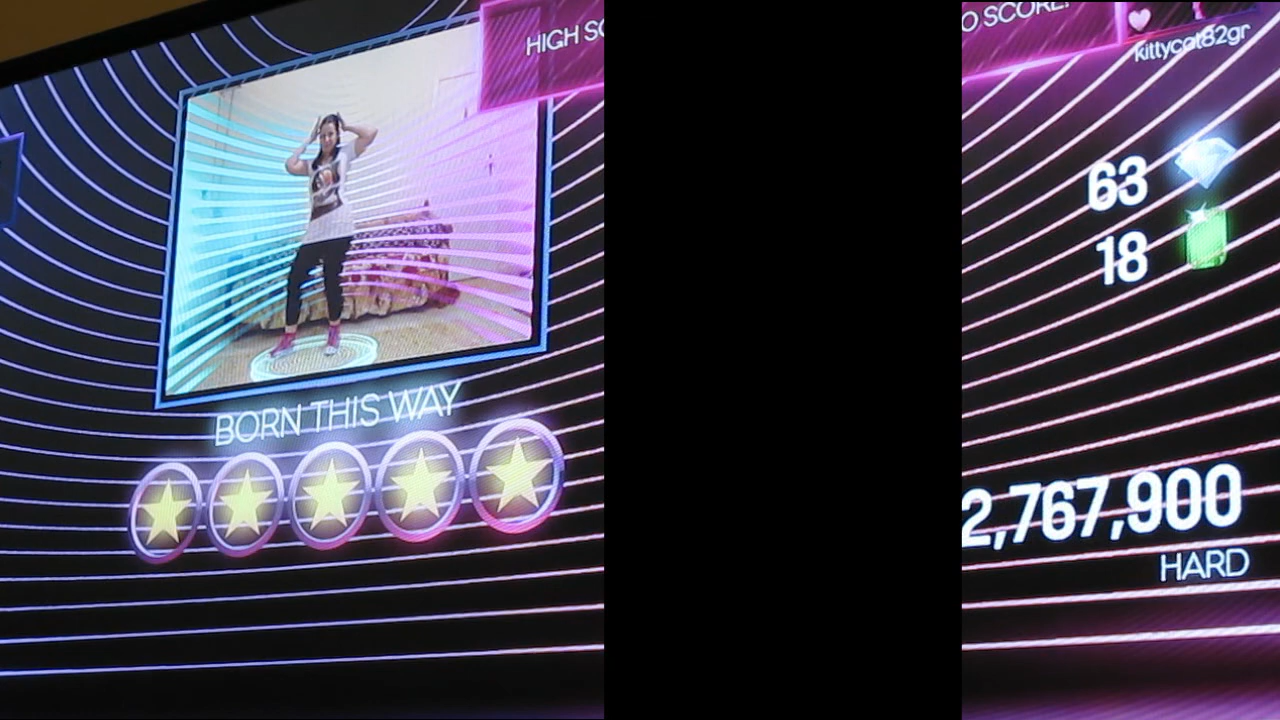 HIGH SC
O SCORE!
kittycat82gr
63
18
BORN THIS WAY
2,767,900
HARD